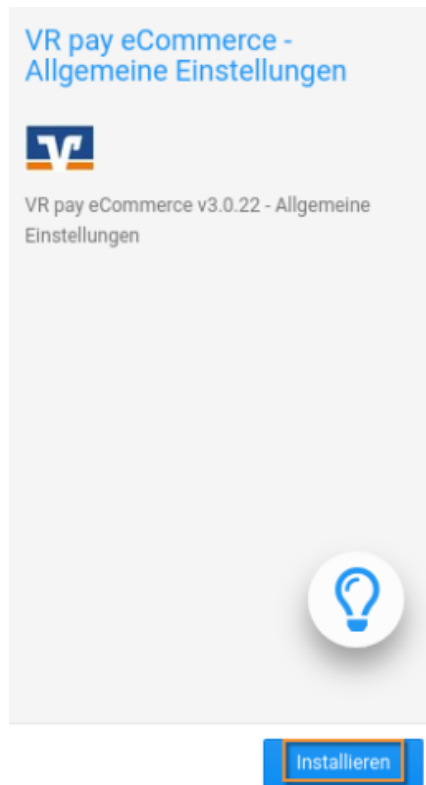 VR pay eCommerce -
Allgemeine Einstellungen
VR pay eCommerce v3.0.22 - Allgemeine
Einstellungen
Installieren